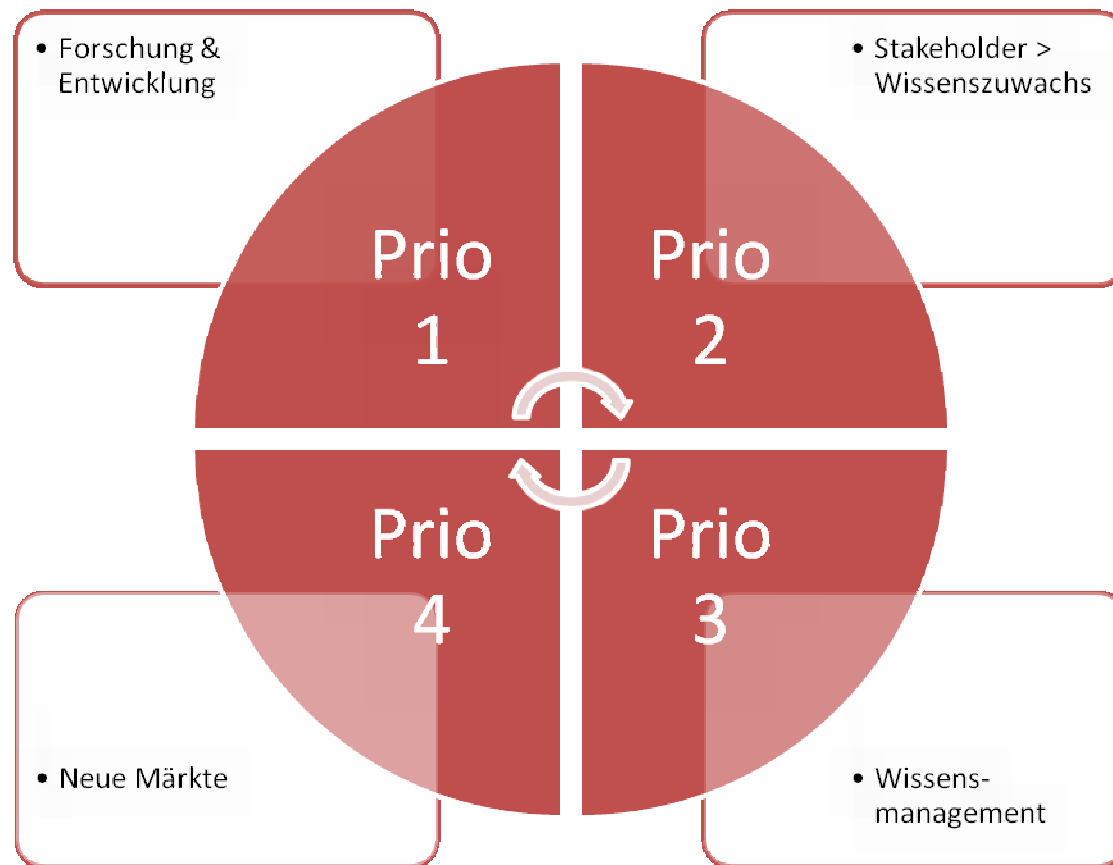 • Forschung &
Entwicklung
• Stakeholder >
Wissenszuwachs
Prio
1
Prio
2
Prio
4
Prio
3
• Neue Märkte
• Wissens-
management